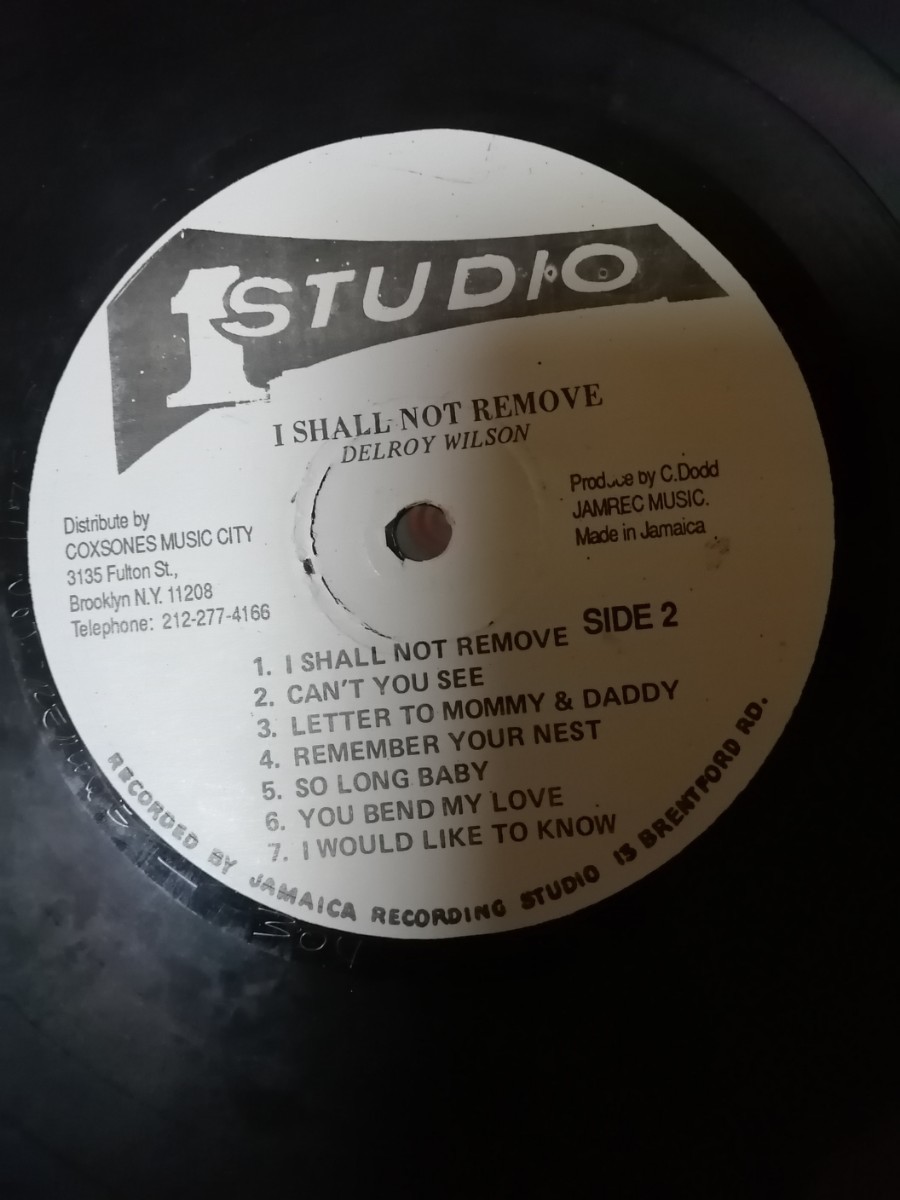 1 STUDIO
I SHALL NOT REMOVE
DELROY WILSON
Distribute by
COXSONES MUSIC CITY
3135 Fulton St.,
Brooklyn N.Y. 11208
Telephone: 212-277-4166
Produce by C.Dodd
JAMREC MUSIC.
Made in Jamaica
SIDE 2
1. I SHALL NOT REMOVE
2. CAN'T YOU SEE
3. LETTER TO MOMMY & DADDY
4. REMEMBER YOUR NEST
5. SO LONG BABY
6. YOU BEND MY LOVE
7. I WOULD LIKE TO KNOW
RECORDED BY JAMAICA RECORDING STUDIO 13 BRENTFORD RD.